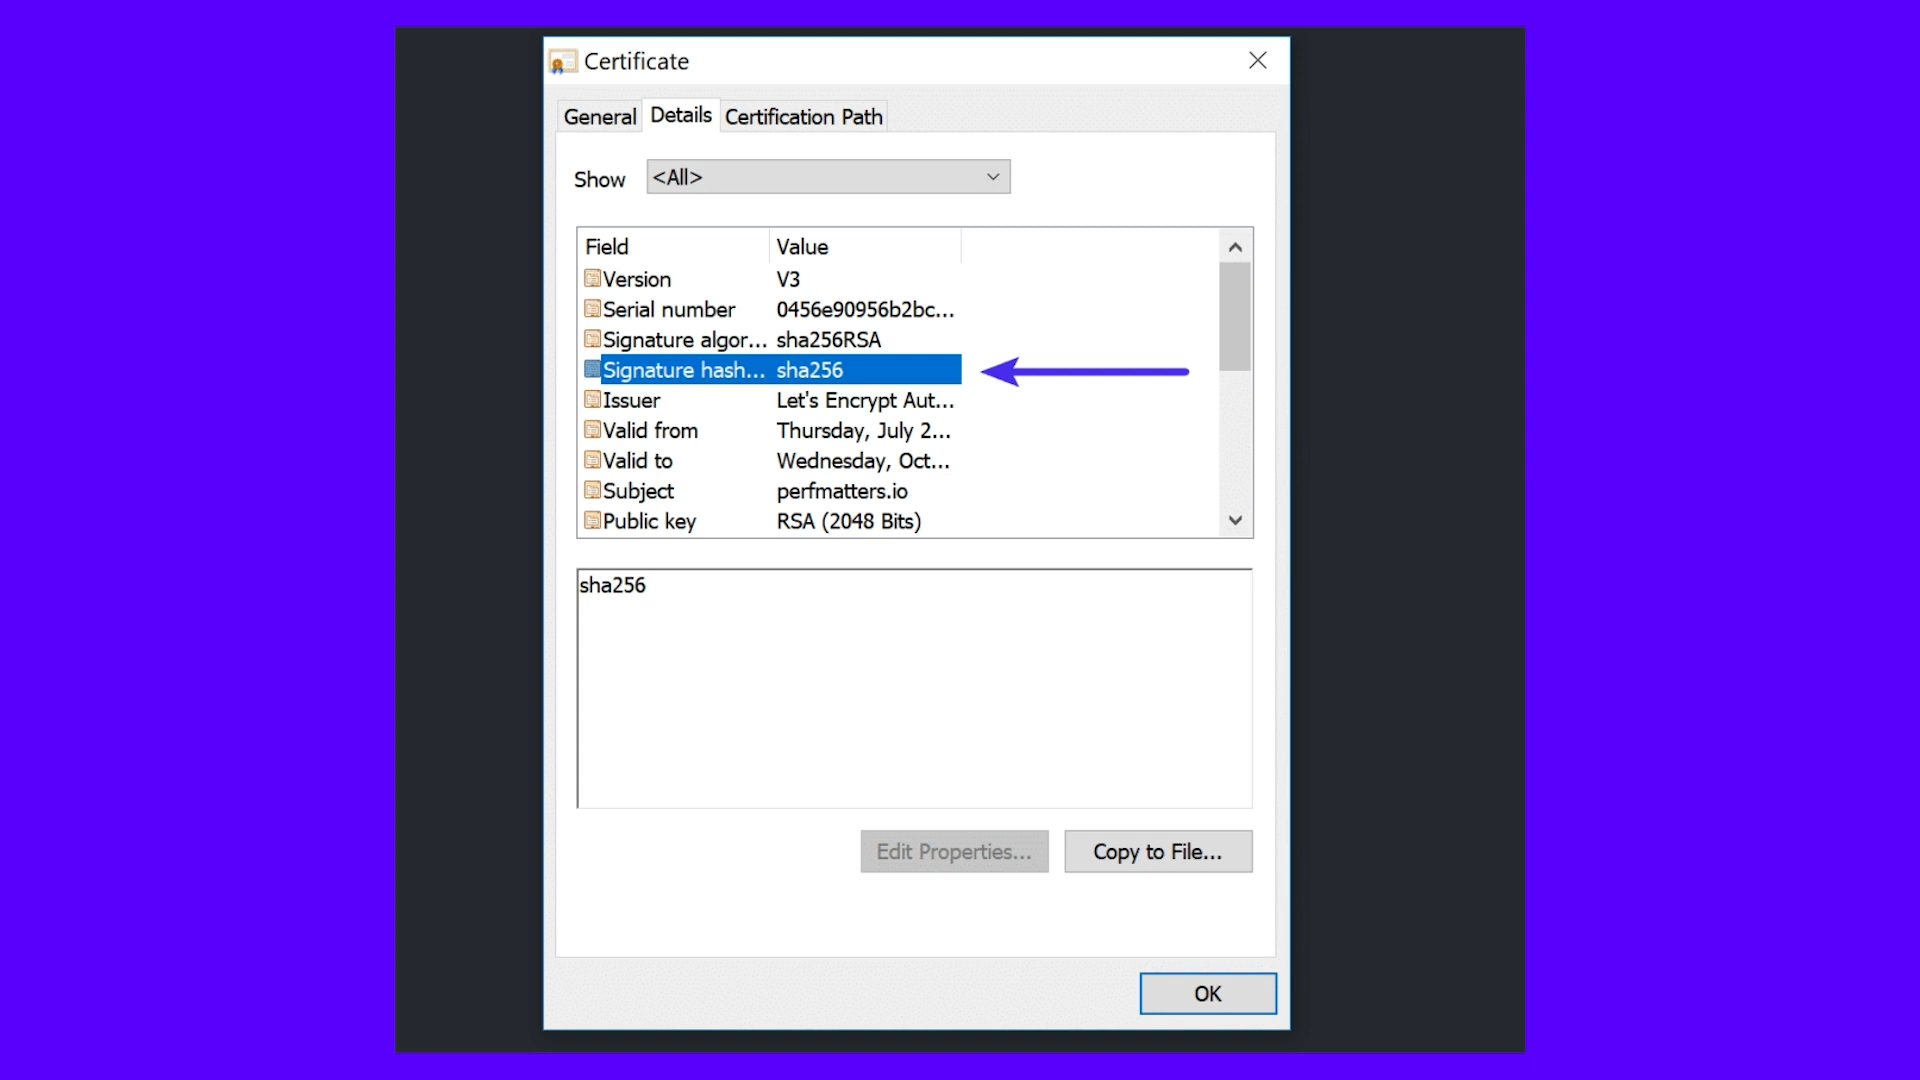 Certificate
General Details Certification Path
Show <All>
Field Value
Version V3
Serial number 0456e90956b2bc...
Signature algor... sha256RSA
Signature hash... sha256
Issuer Let's Encrypt Aut...
Valid from Thursday, July 2...
Valid to Wednesday, Oct...
Subject perfmatters.io
Public key RSA (2048 Bits)
sha256
Edit Properties... Copy to File...
OK